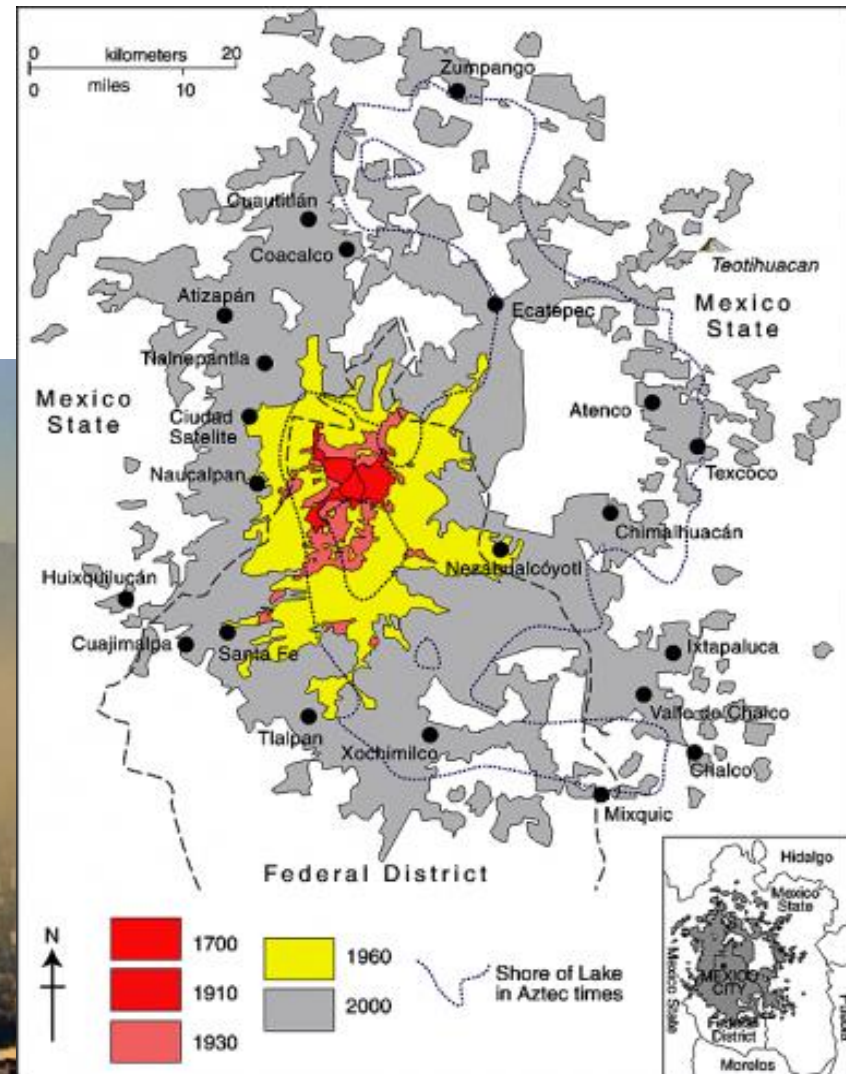 0 kilometers 20
0 miles 10
Zumpango
Cuautitlán
Coacalco
Teotihuacan
Atizapán
Ecatepec
Mexico
State
Tlalnepantla
Mexico
State
Atenco
Ciudad
Satelite
Texcoco
Naucalpan
Chimalhuacán
Nezahualcóyotl
Huixquilucán
Cuajimalpa
Santa Fe
Ixtapaluca
Valle de Chalco
Tlalpan
Xochimilco
Chalco
Mixquic
Federal District
N
1700
1910
1930
1960
2000
Shore of Lake
in Aztec times
Hidalgo
Mexico
State
MEXICO
CITY
Mexico State
Federal
District
Morelos